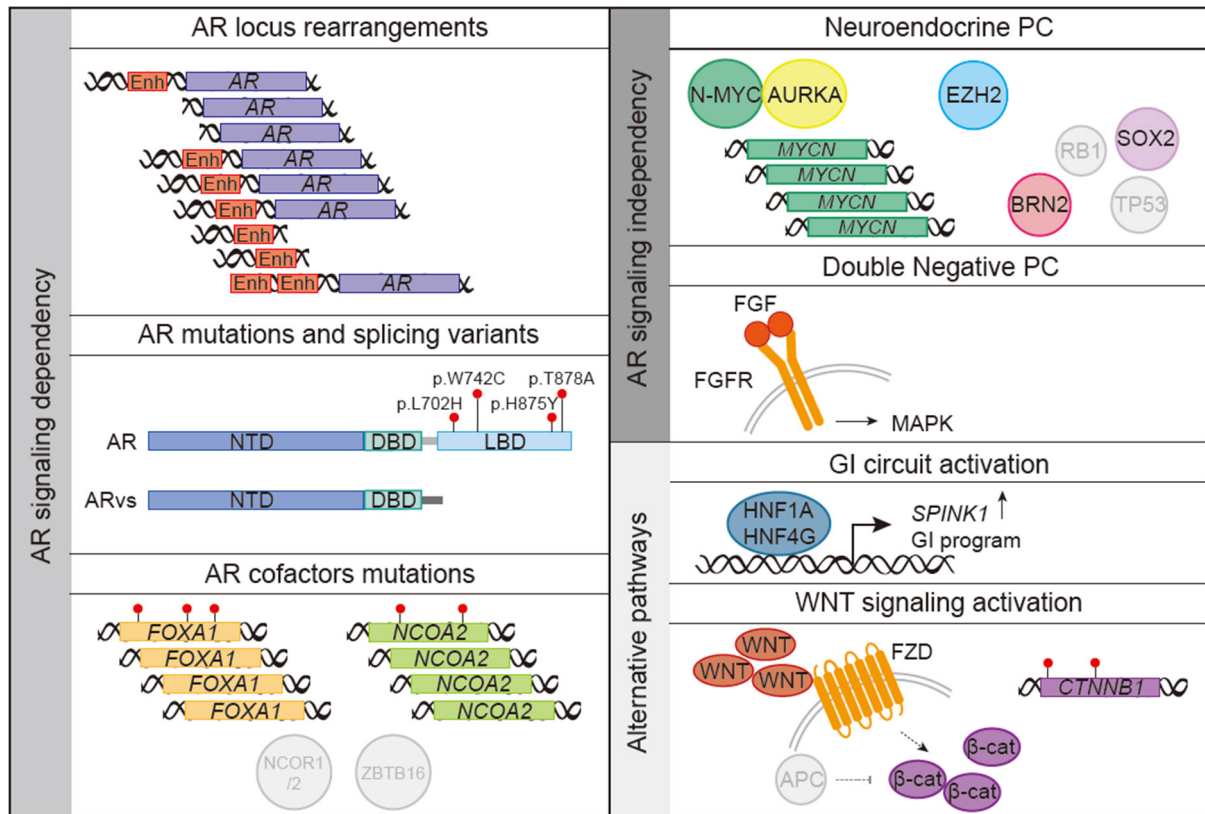 AR signaling dependency
AR locus rearrangements
Enh AR
AR
AR
Enh AR
Enh AR
Enh AR
Enh
Enh
Enh Enh AR
AR mutations and splicing variants
p.W742C p.T878A
p.L702H p.H875Y
AR NTD DBD LBD
ARvs NTD DBD
AR cofactors mutations
FOXA1 NCOA2
FOXA1 NCOA2
FOXA1 NCOA2
FOXA1 NCOA2
NCOR1
/2
ZBTB16
AR signaling independency
Neuroendocrine PC
N-MYC AURKA EZH2
SOX2
RB1
BRN2 TP53
MYCN
MYCN
MYCN
MYCN
Double Negative PC
FGF
FGFR
MAPK
Alternative pathways
GI circuit activation
HNF1A
HNF4G
SPINK1 ↑
GI program
WNT signaling activation
WNT
WNT WNT
FZD
CTNNB1
APC
β-cat
β-cat
β-cat